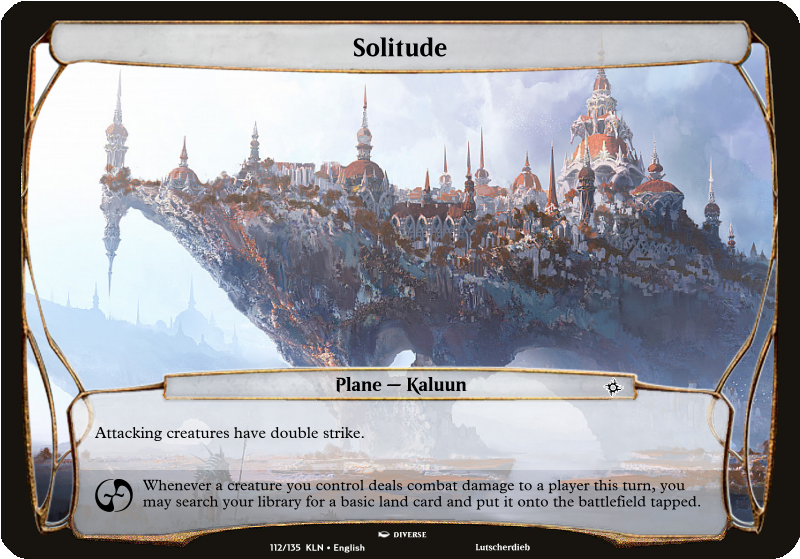 Solitude
Plane — Kaluun
Attacking creatures have double strike.
Whenever a creature you control deals combat damage to a player this turn, you
may search your library for a basic land card and put it onto the battlefield tapped.
DIVERSE
112/135 KLN • English
Lutscherdieb